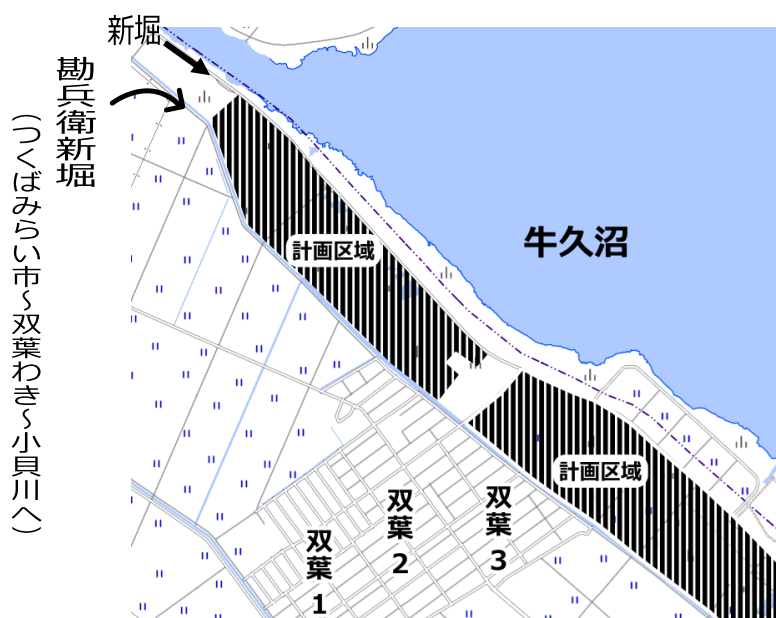 新堀
勘兵衛新堀
（つくばみらい市～双葉わき～小貝川へ）
計画区域
牛久沼
計画区域
双葉1
双葉2
双葉3